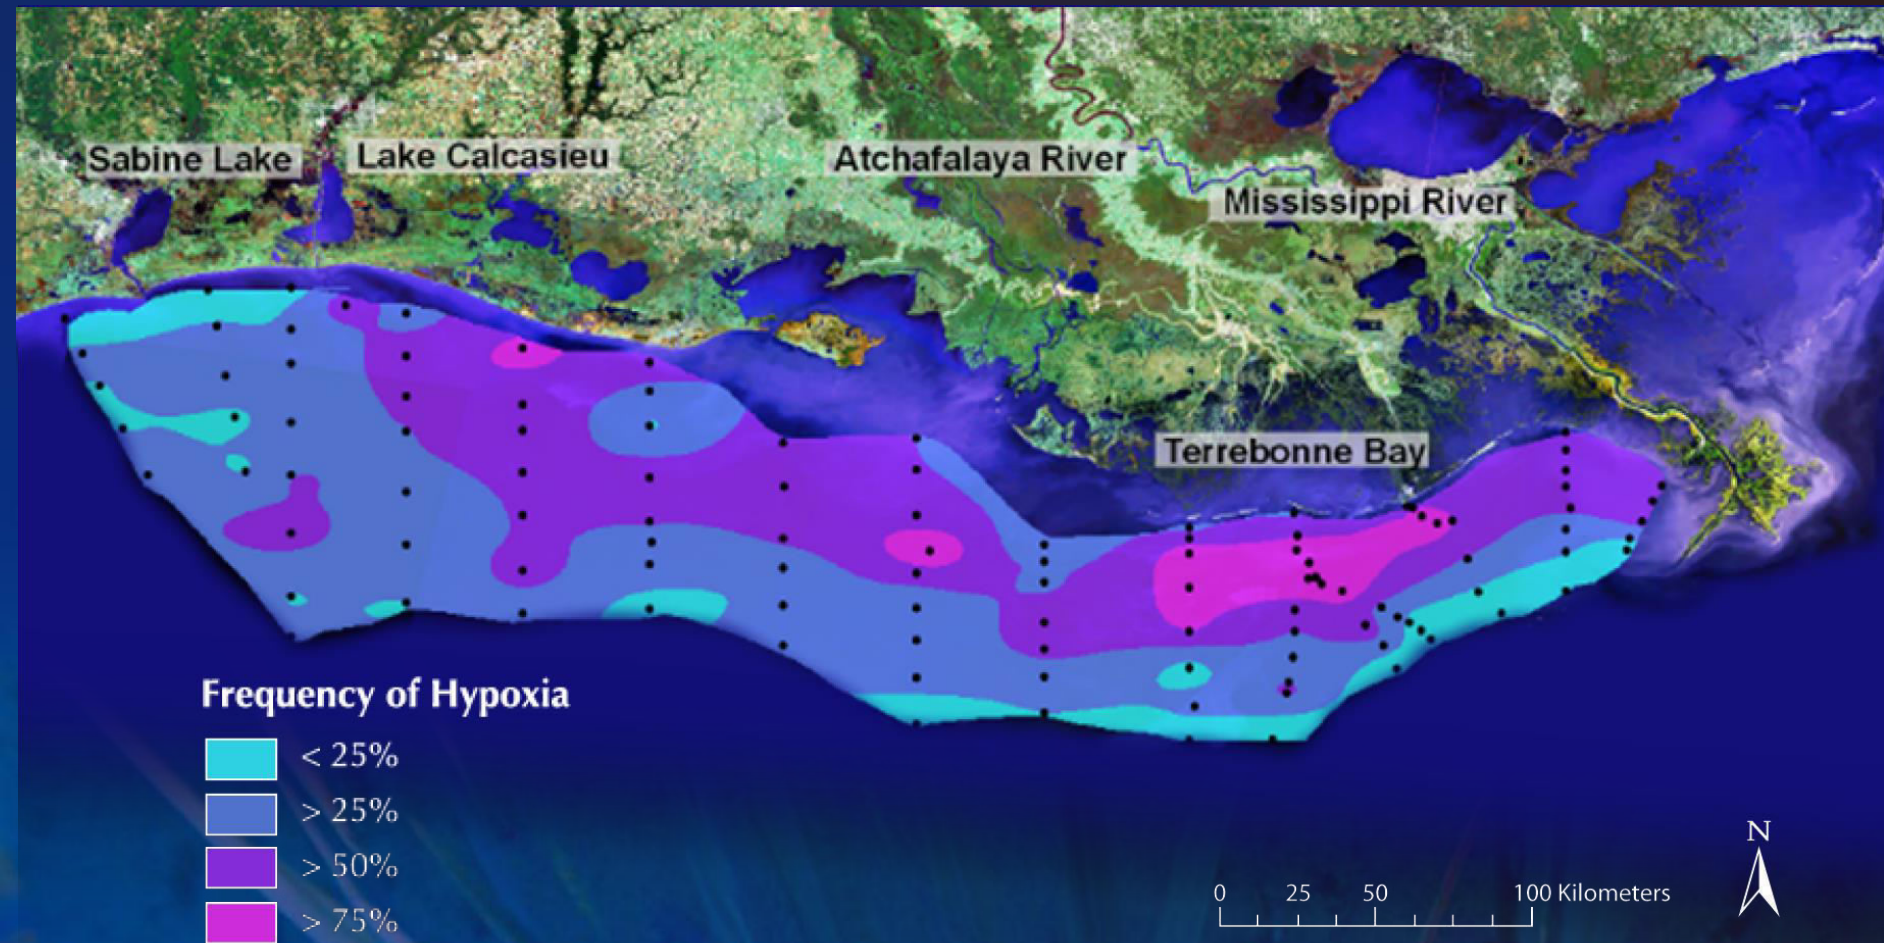 Sabine Lake
Lake Calcasieu
Atchafalaya River
Mississippi River
Terrebonne Bay
Frequency of Hypoxia
< 25%
> 25%
> 50%
> 75%
N
0 25 50 100 Kilometers